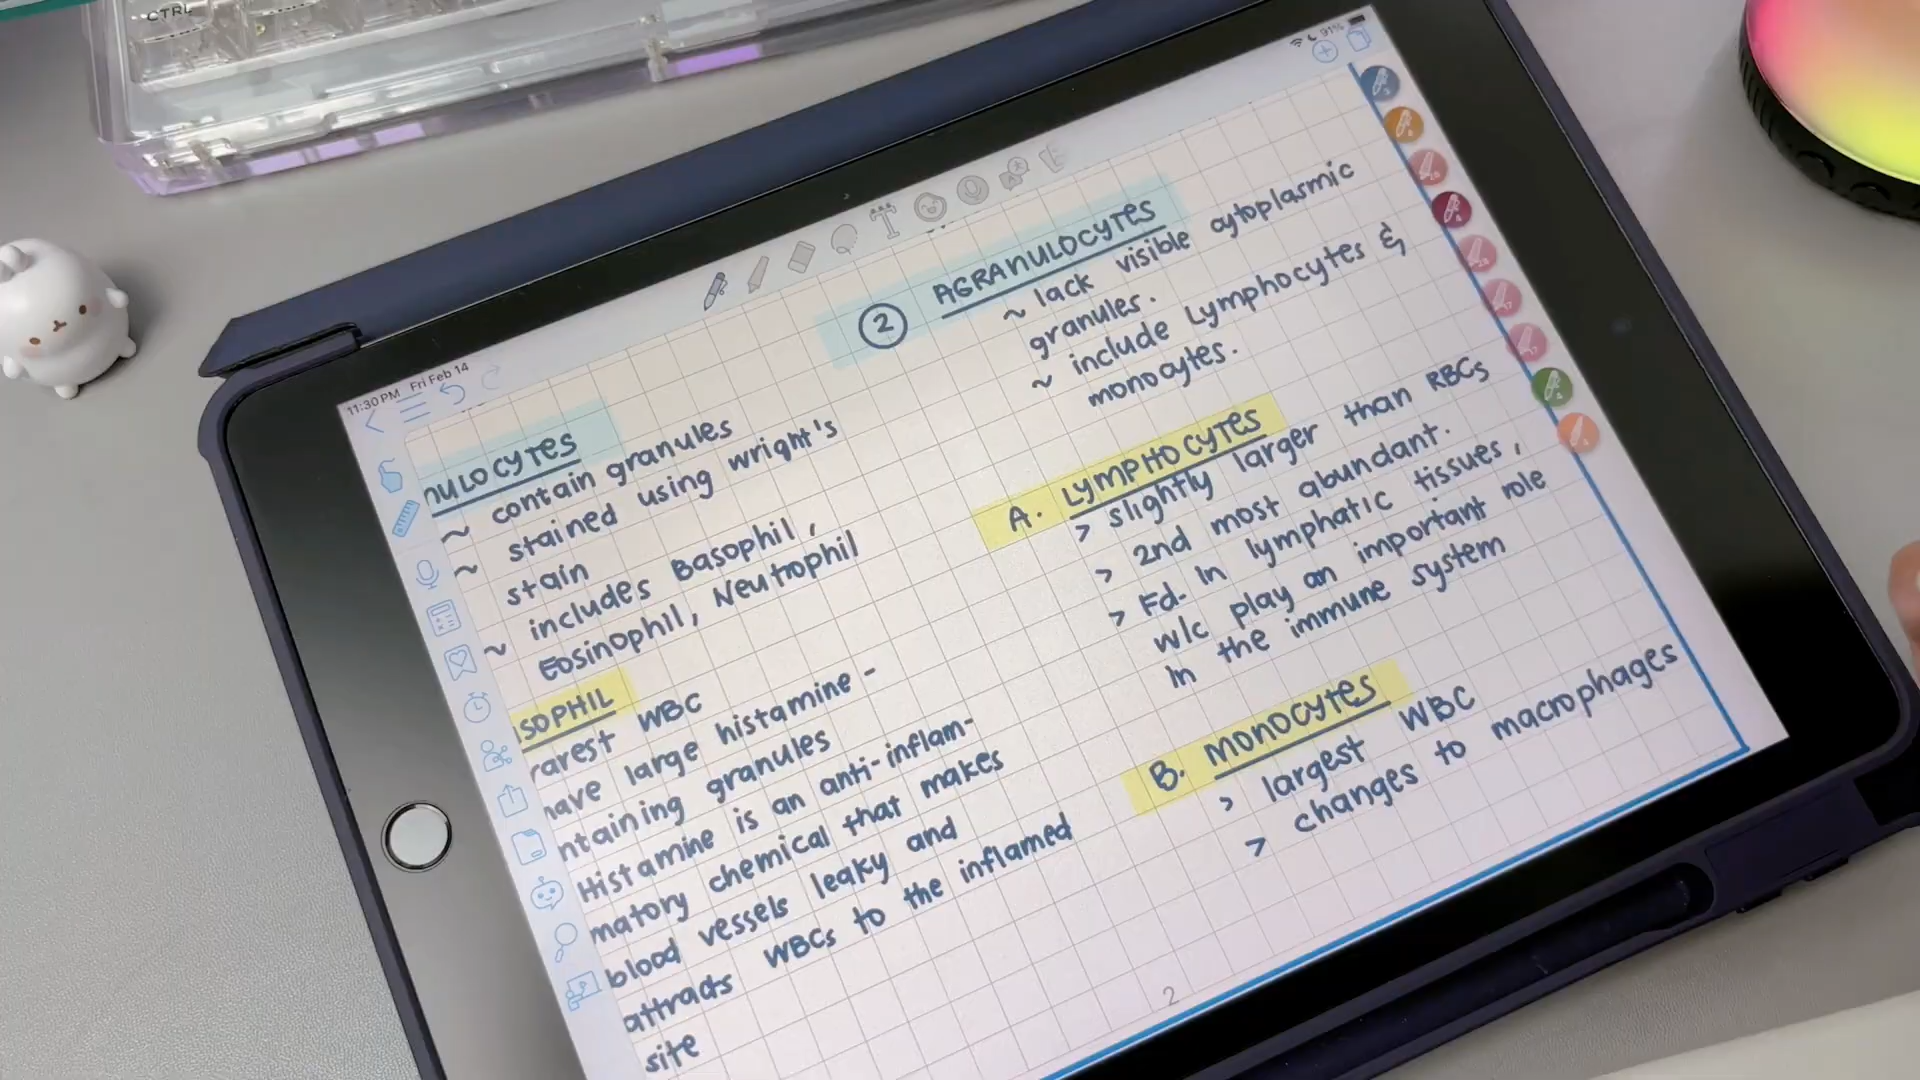 CTRL
11:30 PM Fri Feb 14
91%
NULOCYTES
~ contain granules
~ stained using wright's
stain
~ includes Basophil,
Eosinophil, Neutrophil
SOPHIL
rarest WBC
have large histamine-
ntaining granules
Histamine is an anti-inflam-
matory chemical that makes
blood vessels leaky and
attracts WBCs to the inflamed
site
2 AGRANULOCYTES
~ lack visible cytoplasmic
granules.
~ include Lymphocytes &
monocytes.
A. LYMPHOCYTES
> slightly larger than RBCs
> 2nd most abundant.
> Fd. in lymphatic tissues,
w/c play an important role
in the immune system
B. MONOCYTES
> largest WBC
> changes to macrophages
2